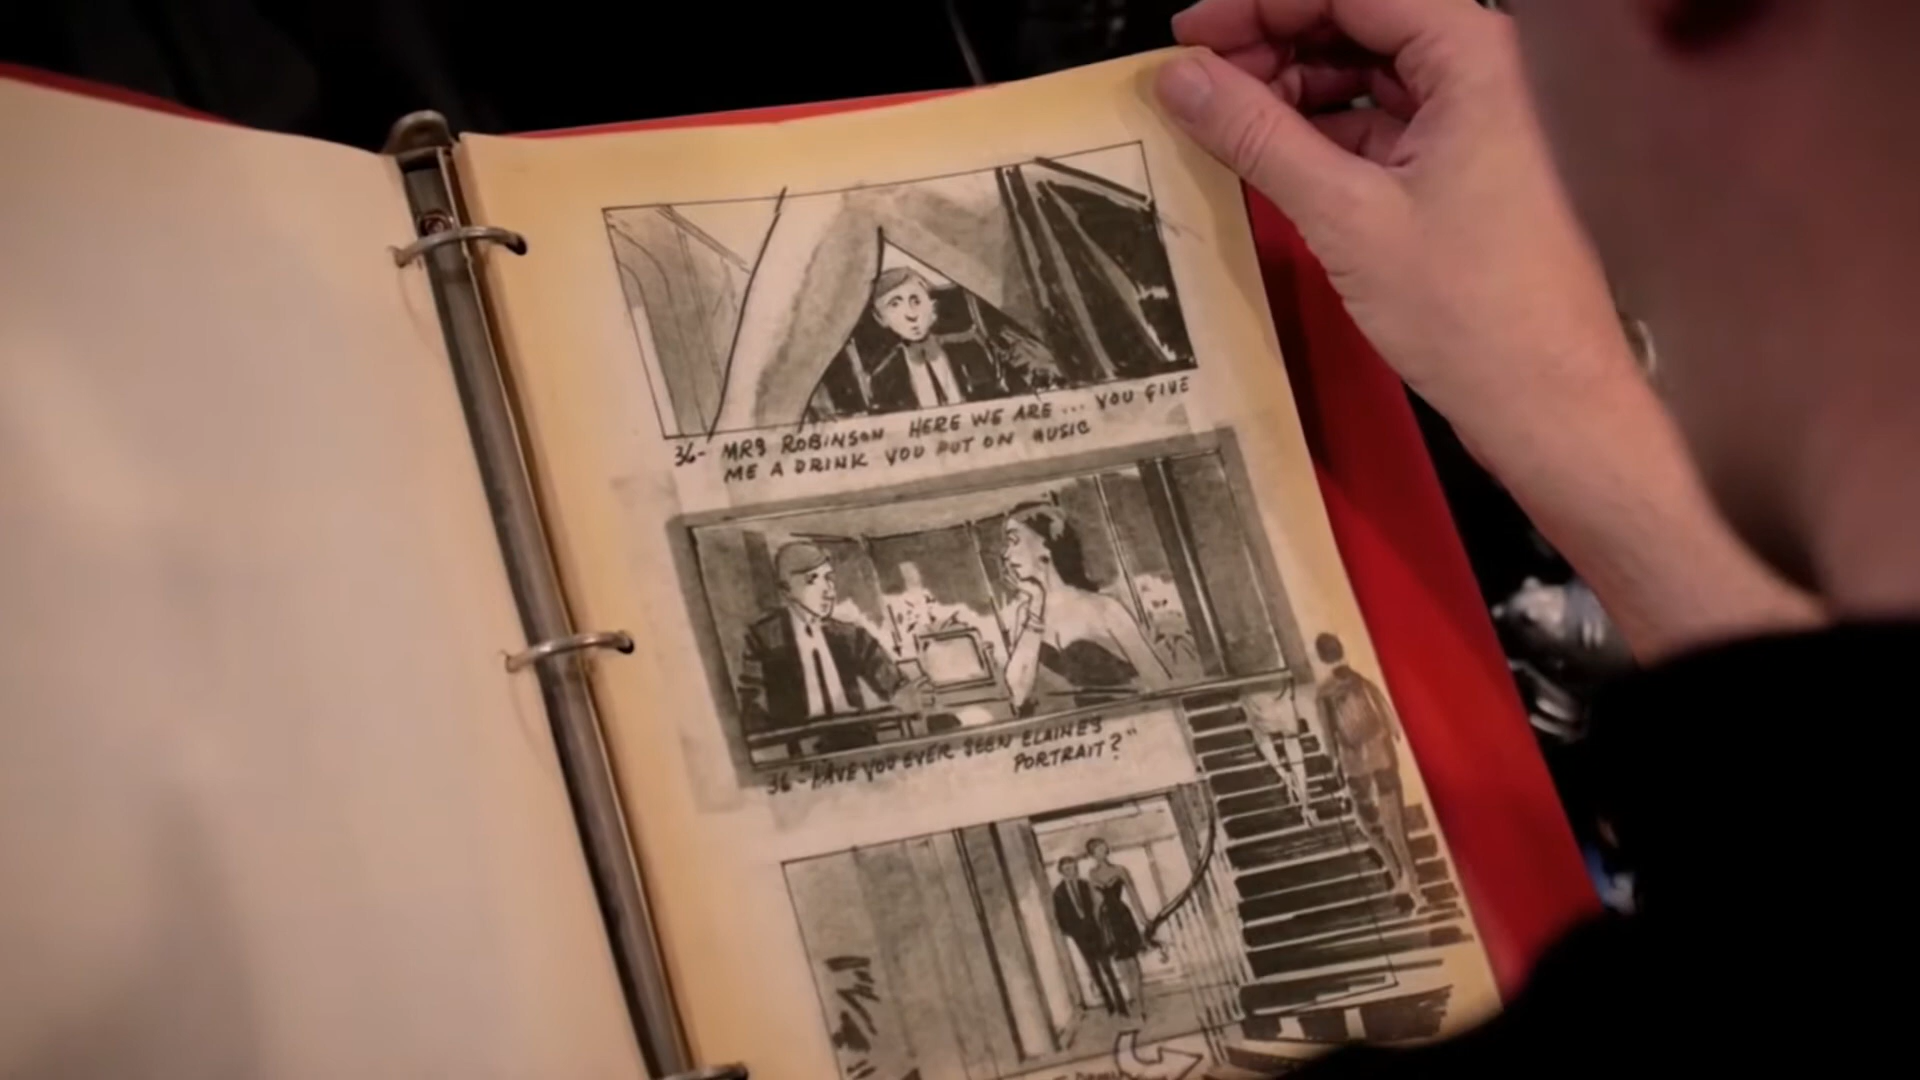 36- MRS ROBINSON HERE WE ARE ... YOU GIVE
ME A DRINK YOU PUT ON MUSIC
36 - "HAVE YOU EVER SEEN ELAINE'S
PORTRAIT?"